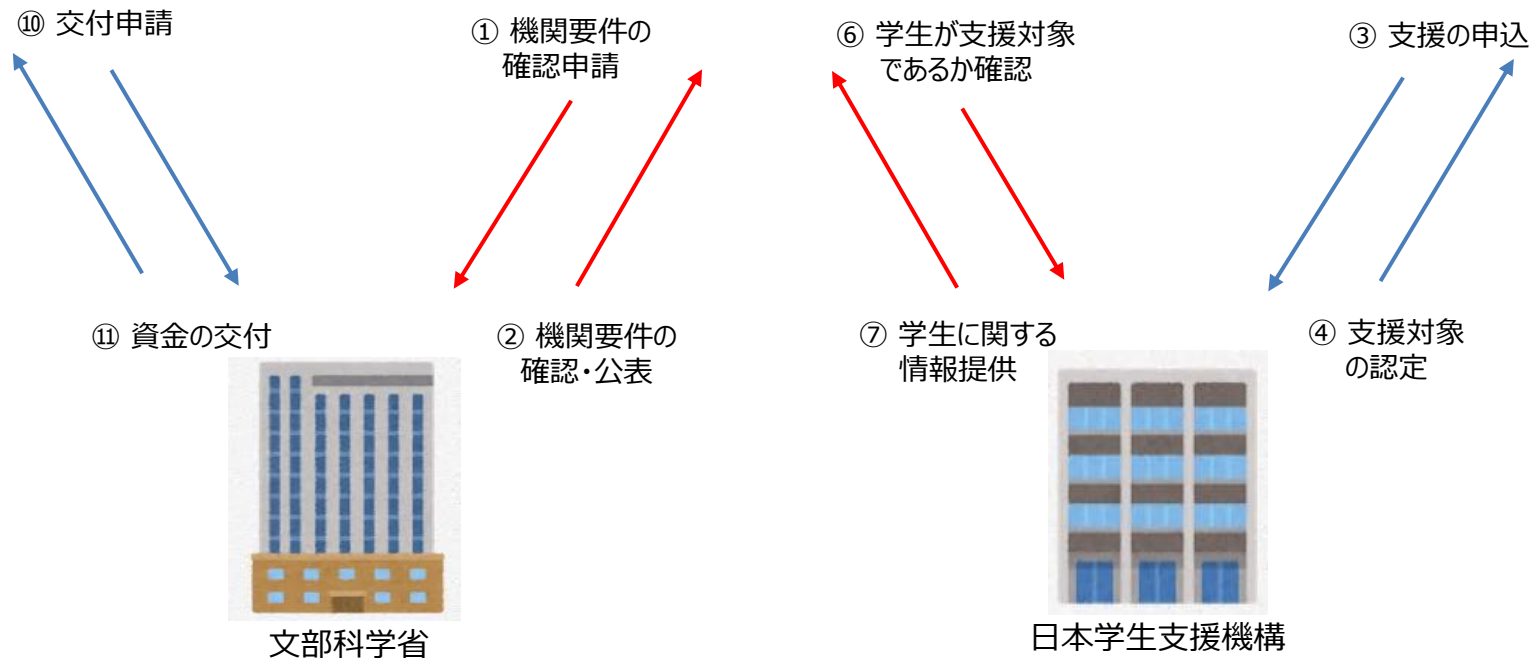 ⑩ 交付申請
① 機関要件の
確認申請
⑥ 学生が支援対象
であるか確認
③ 支援の申込
⑪ 資金の交付
② 機関要件の
確認・公表
⑦ 学生に関する
情報提供
④ 支援対象
の認定
文部科学省
日本学生支援機構